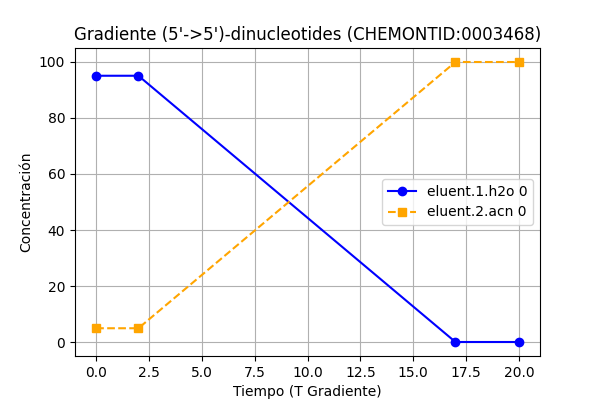 Gradiente (5'->5')-dinucleotides (CHEMONTID:0003468)
100
80
60
40
20
0
Concentración
eluent.1.h2o 0
eluent.2.acn 0
0.0 2.5 5.0 7.5 10.0 12.5 15.0 17.5 20.0
Tiempo (T Gradiente)